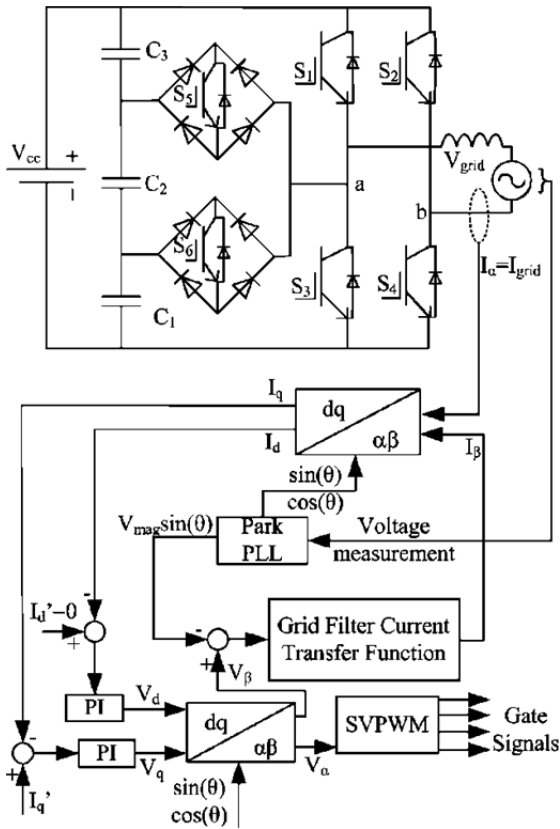 C3
S1
S2
S5
Vcc
+
Vgrid
C2
a
b
S6
S3
S4
Iα=Igrid
C1
Iq
dq
Id
αβ
Iβ
sin(θ)
cos(θ)
Vmagsin(θ)
Park
PLL
Voltage
measurement
-
Id'-0
+
-
+
Grid Filter Current
Transfer Function
Vβ
PI
Vd
dq
SVPWM
Gate
Signals
-
+
PI
Vq
αβ
Vα
Iq'
sin(θ)
cos(θ)